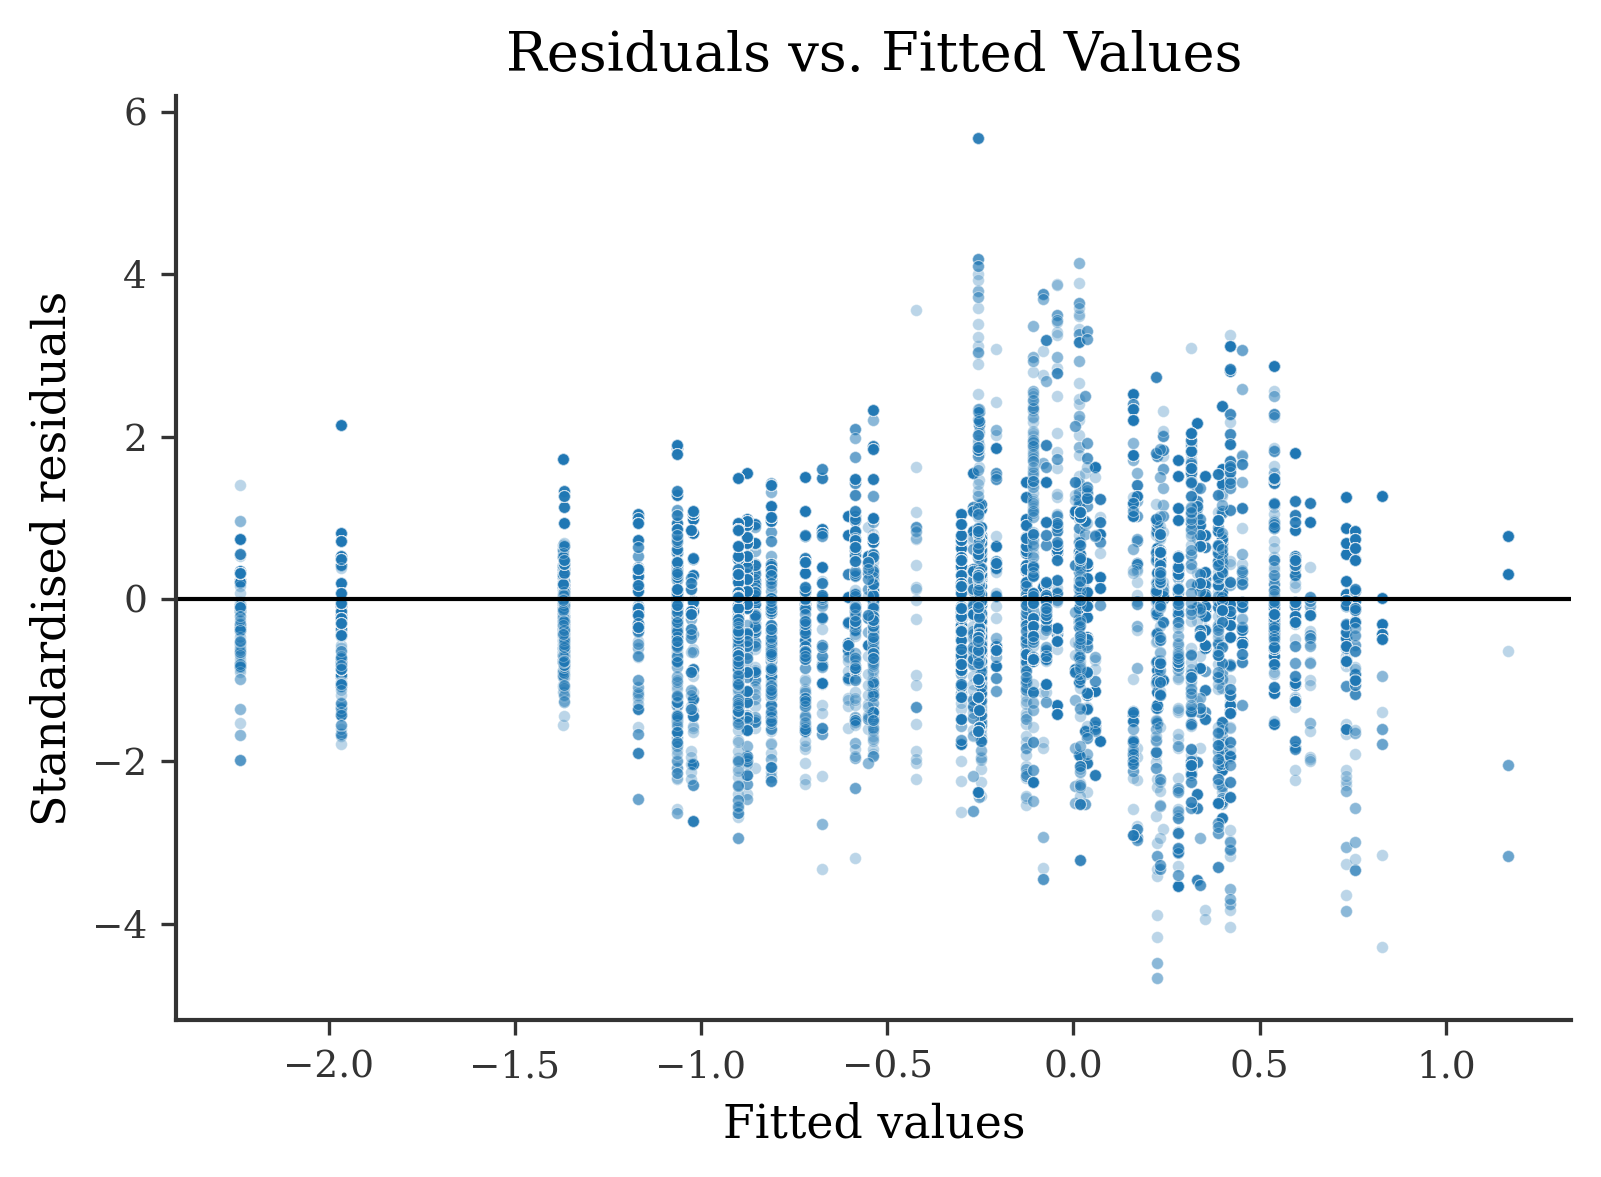 Residuals vs. Fitted Values
6
4
2
0
−2
−4
Standardised residuals
−2.0 −1.5 −1.0 −0.5 0.0 0.5 1.0
Fitted values